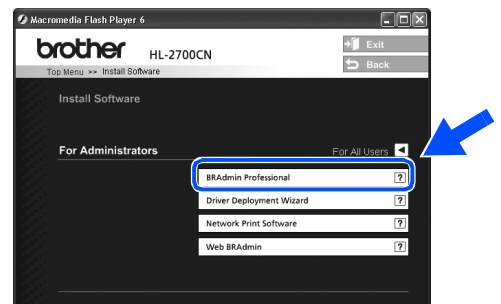 Macromedia Flash Player 6
brother HL-2700CN
Exit
Back
Top Menu >> Install Software
Install Software
For Administrators
For All Users
BRAdmin Professional ?
Driver Deployment Wizard ?
Network Print Software ?
Web BRAdmin ?